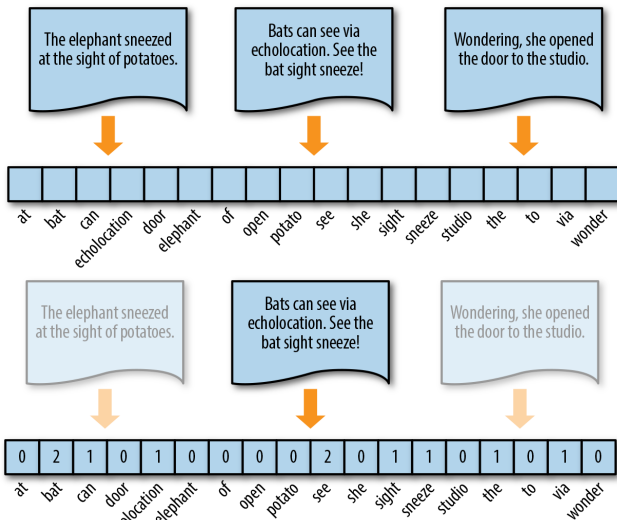 The elephant sneezed
at the sight of potatoes.
Bats can see via
echolocation. See the
bat sight sneeze!
Wondering, she opened
the door to the studio.
at bat can echolocation door elephant of open potato see she sight sneeze studio the to via wonder
The elephant sneezed
at the sight of potatoes.
Bats can see via
echolocation. See the
bat sight sneeze!
Wondering, she opened
the door to the studio.
0 2 1 0 1 0 0 0 0 2 0 1 1 0 1 0 1 0
at bat can door olocation elephant of open potato see she sight sneeze studio the to via wonder